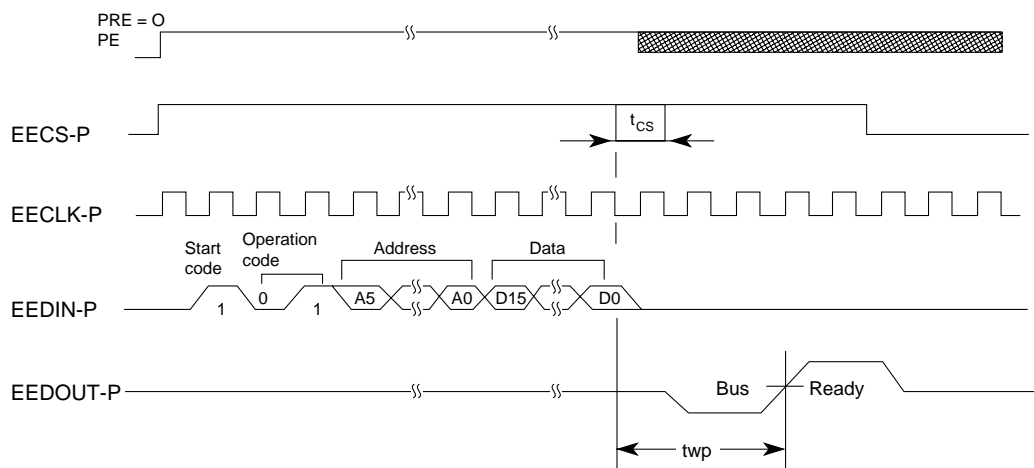 PRE = O
PE
EECS-P
tCS
EECLK-P
Start
code
Operation
code
Address
Data
EEDIN-P
1 0 1 A5 A0 D15 D0
EEDOUT-P
Bus Ready
twp